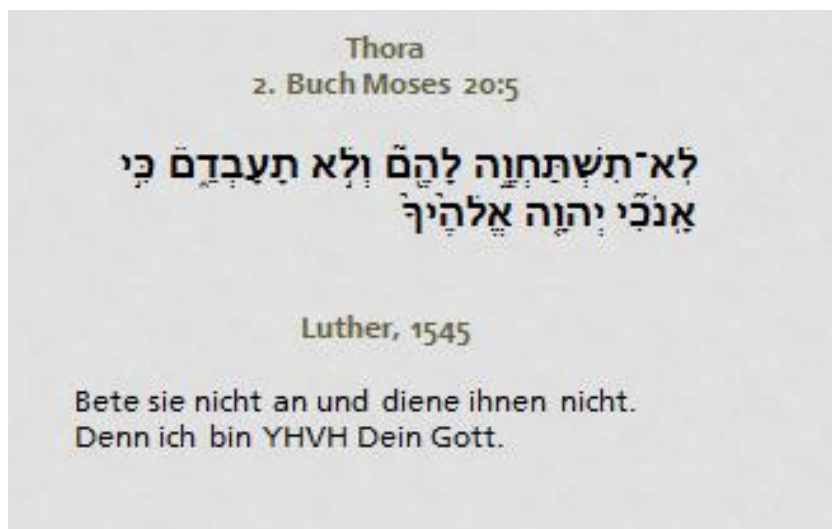 Thora
2. Buch Moses 20:5
לֹֽא־תִשְׁתַּחְוֶ֣ה לָהֶ֮ם֮ וְלֹ֣א תָעָבְדֵ֒ם֒ כִּ֣י
אָֽנֹכִ֞י יְהוָ֤ה אֱלֹהֶ֙יךָ֙
Luther, 1545
Bete sie nicht an und diene ihnen nicht.
Denn ich bin YHVH Dein Gott.